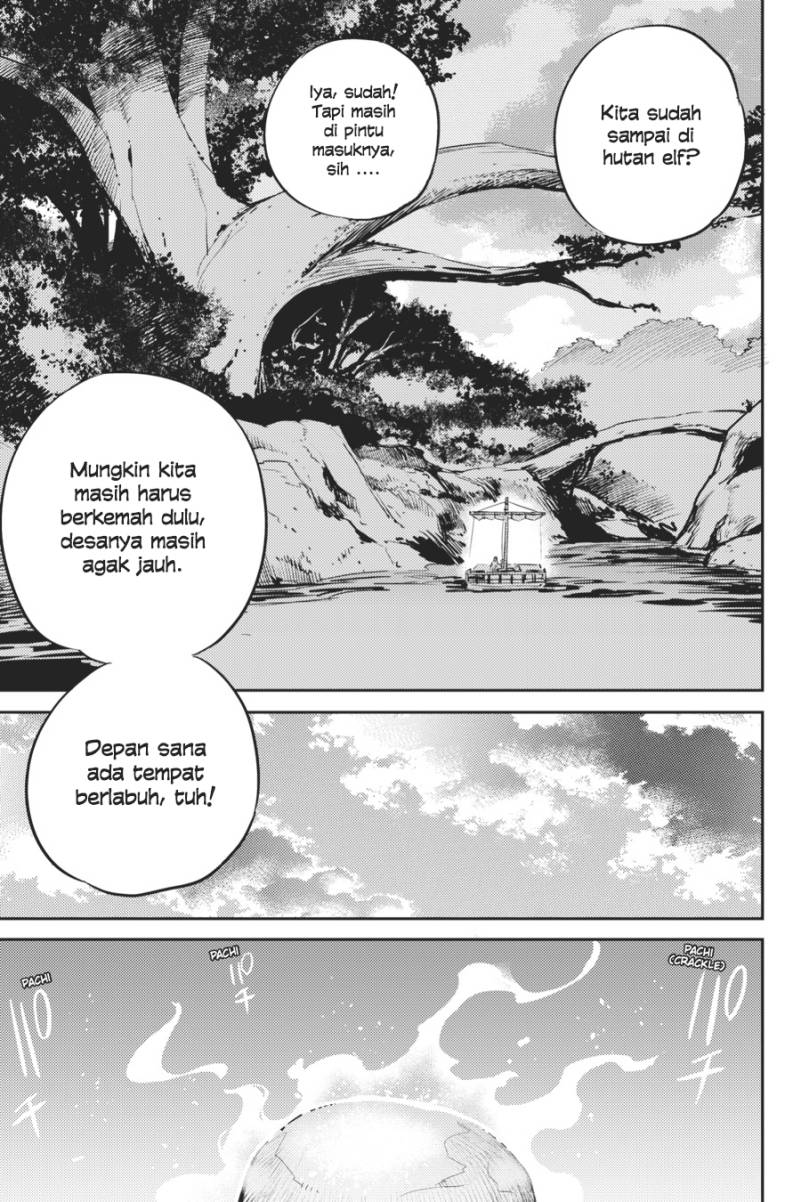 Kita sudah
sampai di
hutan elf?
Iya, sudah!
Tapi masih
di pintu
masuknya,
sih ....
Mungkin kita
masih harus
berkemah dulu,
desanya masih
agak jauh.
Depan sana
ada tempat
berlabuh, tuh!
PACHI
(CRACKLE)
パチ
PACHI
パチ
PACHI
パチ